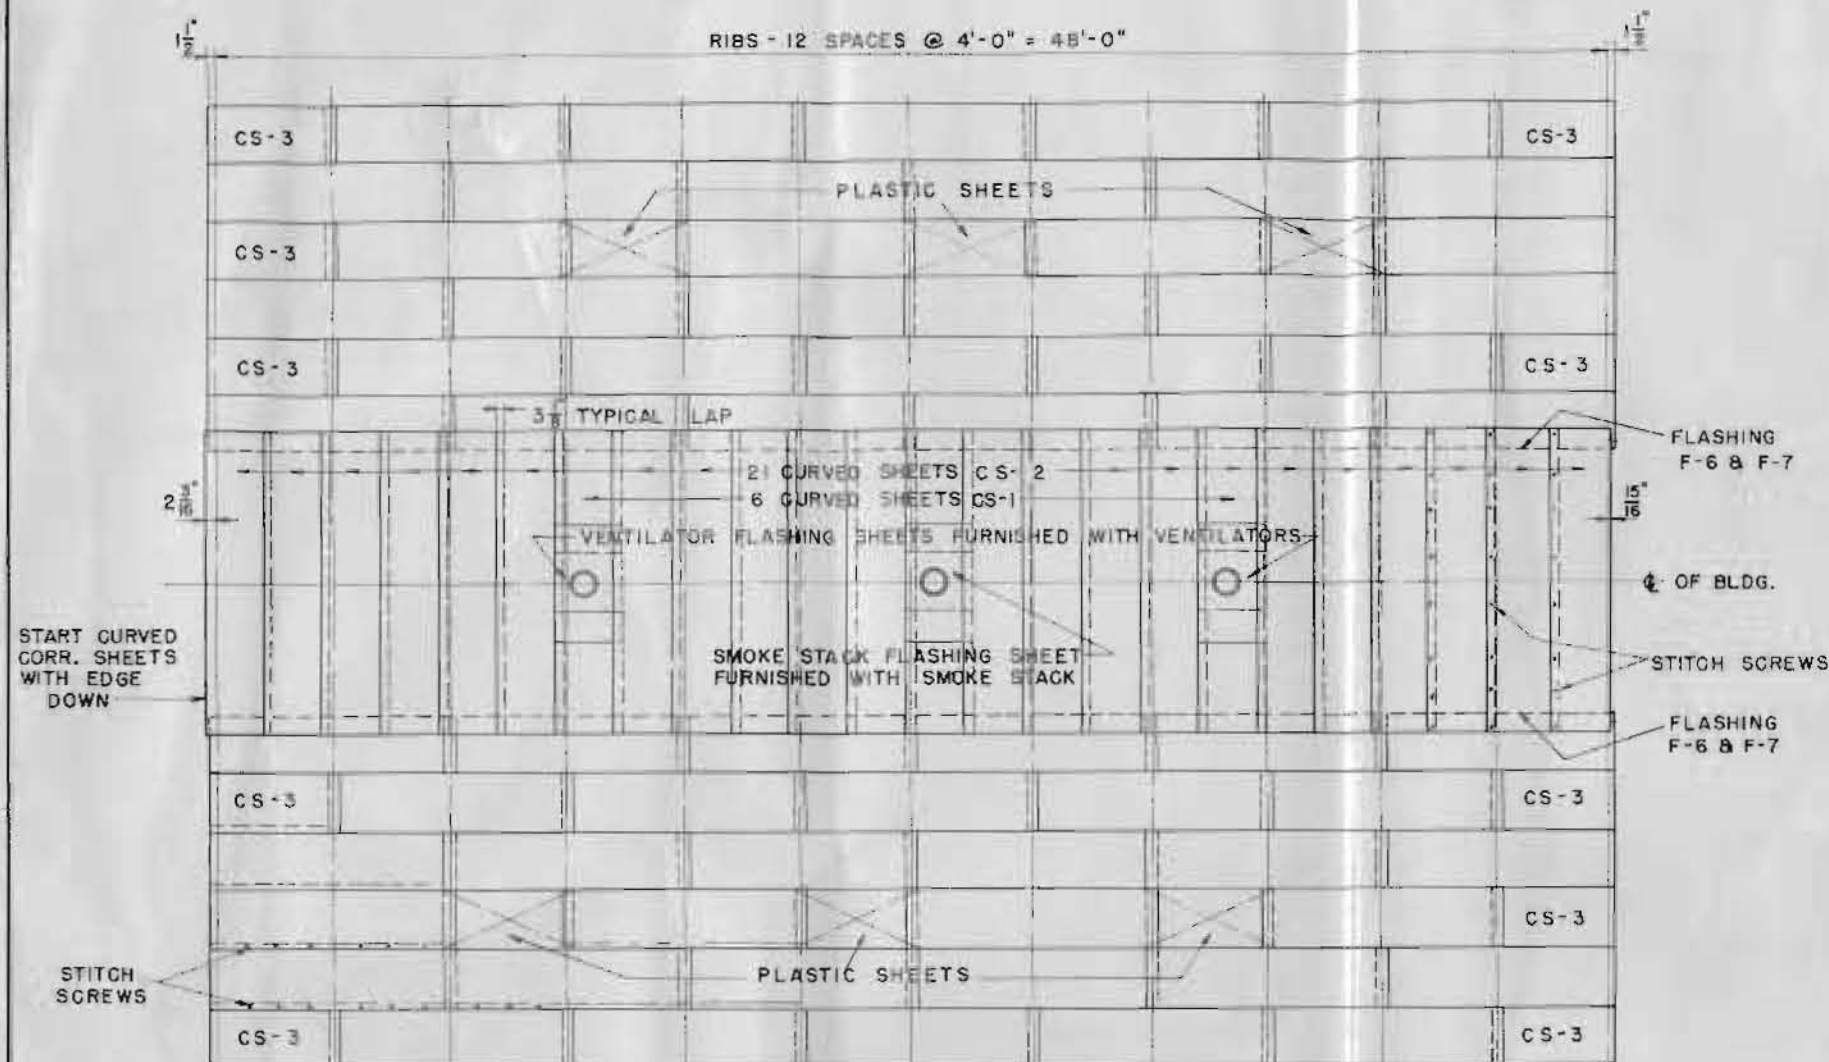 1 1/2"
RIBS - 12 SPACES @ 4'-0" = 48'-0"
1 1/2"
CS-3
CS-3
PLASTIC SHEETS
CS-3
CS-3
CS-3
TYPICAL LAP
FLASHING
F-6 & F-7
21 CURVED SHEETS CS-2
6 CURVED SHEETS CS-1
2 3/16"
15/16"
VENTILATOR FLASHING SHEETS FURNISHED WITH VENTILATORS
℄ OF BLDG.
START CURVED
CORR. SHEETS
WITH EDGE
DOWN
SMOKE STACK FLASHING SHEET
FURNISHED WITH SMOKE STACK
STITCH SCREWS
FLASHING
F-6 & F-7
CS-3
CS-3
CS-3
STITCH
SCREWS
PLASTIC SHEETS
CS-3
CS-3